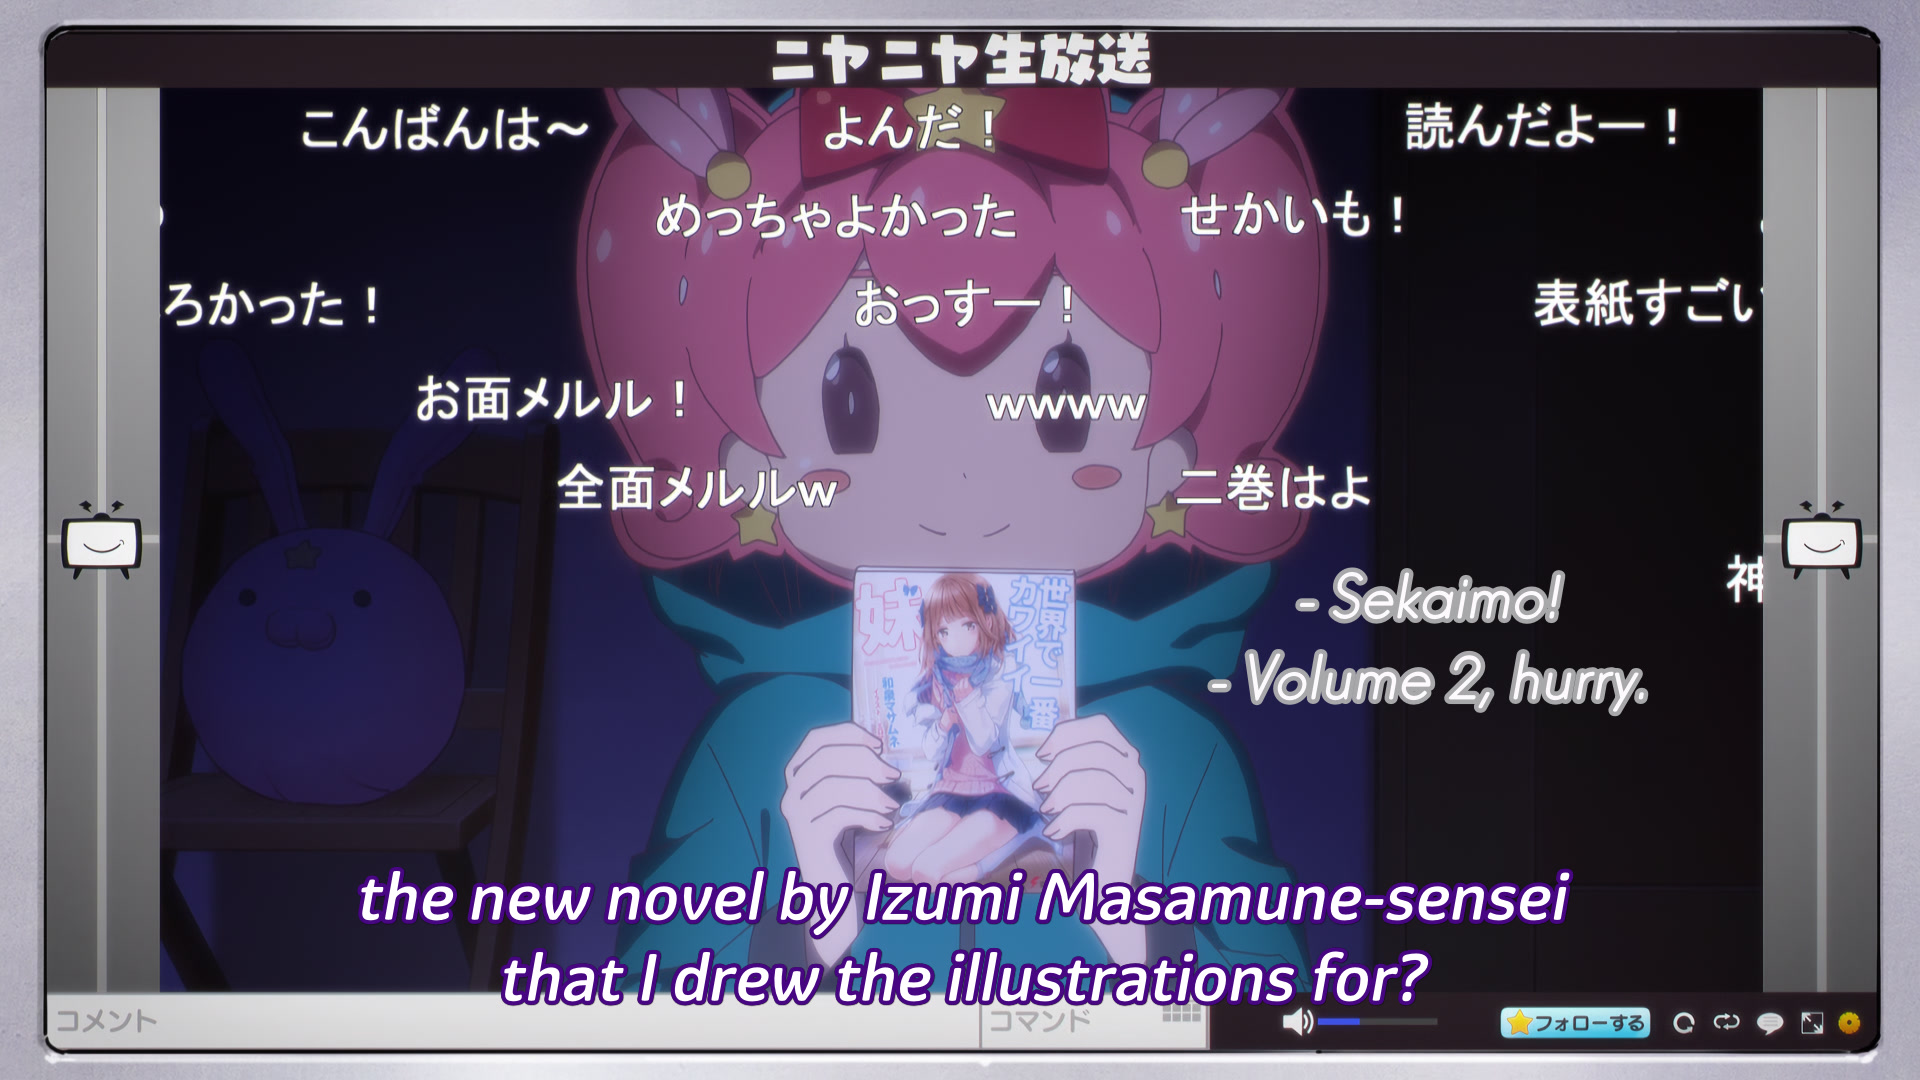 ニヤニヤ生放送
こんばんは～
よんだ！
読んだよー！
めっちゃよかった
せかいも！
ろかった！
おっすー！
表紙すごい
お面メルル！
wwww
全面メルルw
二巻はよ
神
- Sekaimo!
- Volume 2, hurry.
世界で一番
カワイイ
妹
和泉マサムネ
the new novel by Izumi Masamune-sensei
that I drew the illustrations for?
コメント
コマンド
フォローする